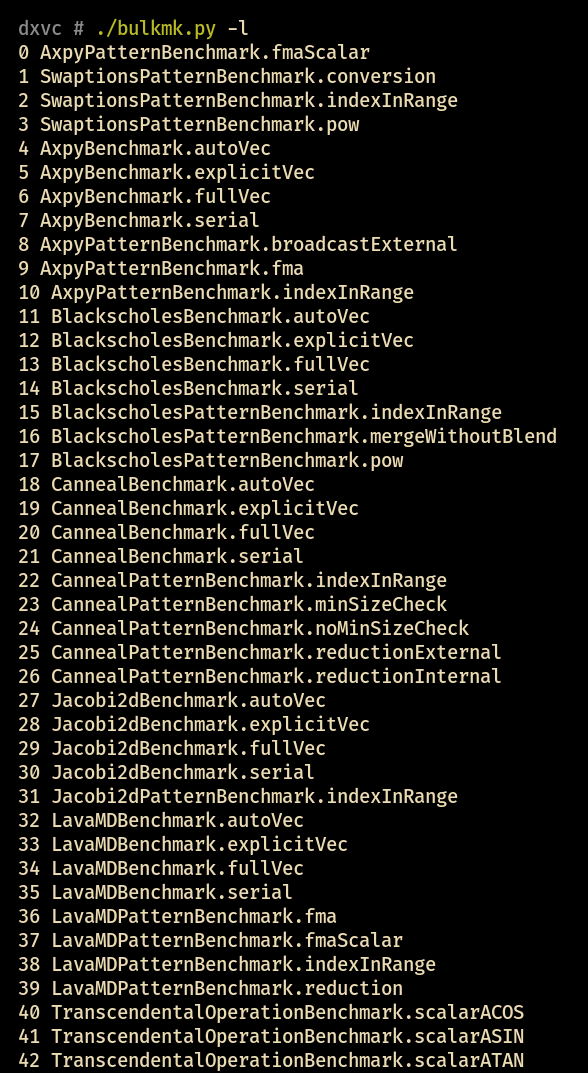 dxvc # ./bulkmk.py -l
0 AxpyPatternBenchmark.fmaScalar
1 SwaptionsPatternBenchmark.conversion
2 SwaptionsPatternBenchmark.indexInRange
3 SwaptionsPatternBenchmark.pow
4 AxpyBenchmark.autoVec
5 AxpyBenchmark.explicitVec
6 AxpyBenchmark.fullVec
7 AxpyBenchmark.serial
8 AxpyPatternBenchmark.broadcastExternal
9 AxpyPatternBenchmark.fma
10 AxpyPatternBenchmark.indexInRange
11 BlackscholesBenchmark.autoVec
12 BlackscholesBenchmark.explicitVec
13 BlackscholesBenchmark.fullVec
14 BlackscholesBenchmark.serial
15 BlackscholesPatternBenchmark.indexInRange
16 BlackscholesPatternBenchmark.mergeWithoutBlend
17 BlackscholesPatternBenchmark.pow
18 CannealBenchmark.autoVec
19 CannealBenchmark.explicitVec
20 CannealBenchmark.fullVec
21 CannealBenchmark.serial
22 CannealPatternBenchmark.indexInRange
23 CannealPatternBenchmark.minSizeCheck
24 CannealPatternBenchmark.noMinSizeCheck
25 CannealPatternBenchmark.reductionExternal
26 CannealPatternBenchmark.reductionInternal
27 Jacobi2dBenchmark.autoVec
28 Jacobi2dBenchmark.explicitVec
29 Jacobi2dBenchmark.fullVec
30 Jacobi2dBenchmark.serial
31 Jacobi2dPatternBenchmark.indexInRange
32 LavaMDBenchmark.autoVec
33 LavaMDBenchmark.explicitVec
34 LavaMDBenchmark.fullVec
35 LavaMDBenchmark.serial
36 LavaMDPatternBenchmark.fma
37 LavaMDPatternBenchmark.fmaScalar
38 LavaMDPatternBenchmark.indexInRange
39 LavaMDPatternBenchmark.reduction
40 TranscendentalOperationBenchmark.scalarACOS
41 TranscendentalOperationBenchmark.scalarASIN
42 TranscendentalOperationBenchmark.scalarATAN